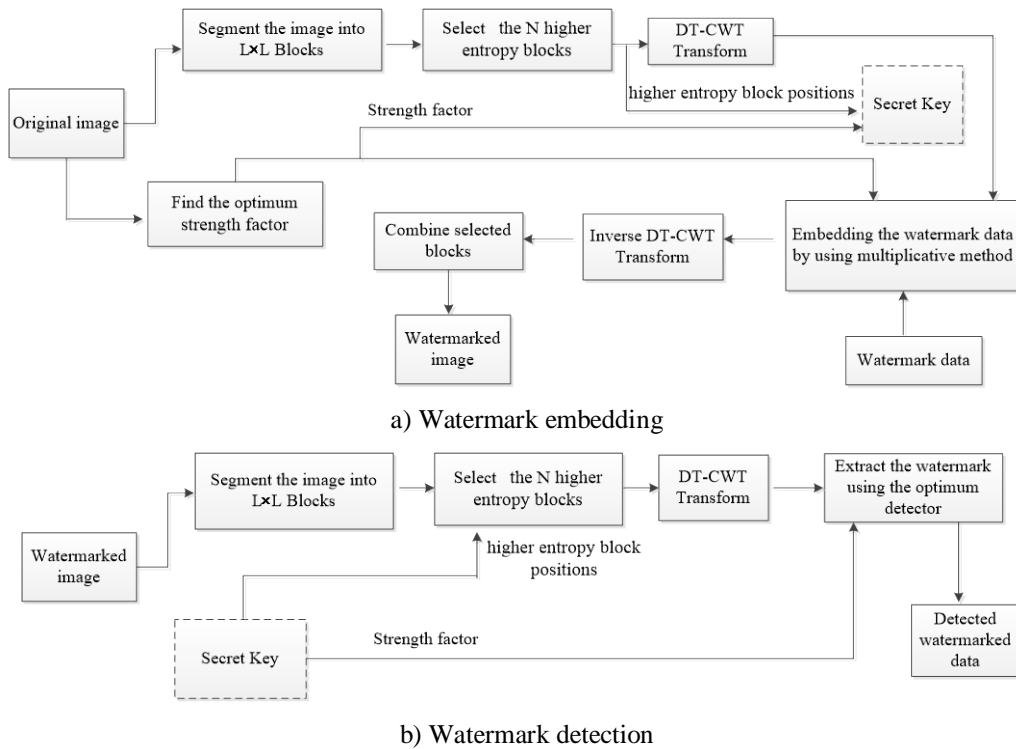 Segment the image into
L×L Blocks
Select the N higher
entropy blocks
DT-CWT
Transform
higher entropy block positions
Secret Key
Strength factor
Original image
Find the optimum
strength factor
Combine selected
blocks
Inverse DT-CWT
Transform
Embedding the watermark data
by using multiplicative method
Watermarked
image
Watermark data
a) Watermark embedding
Segment the image into
L×L Blocks
Select the N higher
entropy blocks
DT-CWT
Transform
Extract the watermark
using the optimum
detector
Watermarked
image
higher entropy block
positions
Secret Key
Strength factor
Detected
watermarked
data
b) Watermark detection